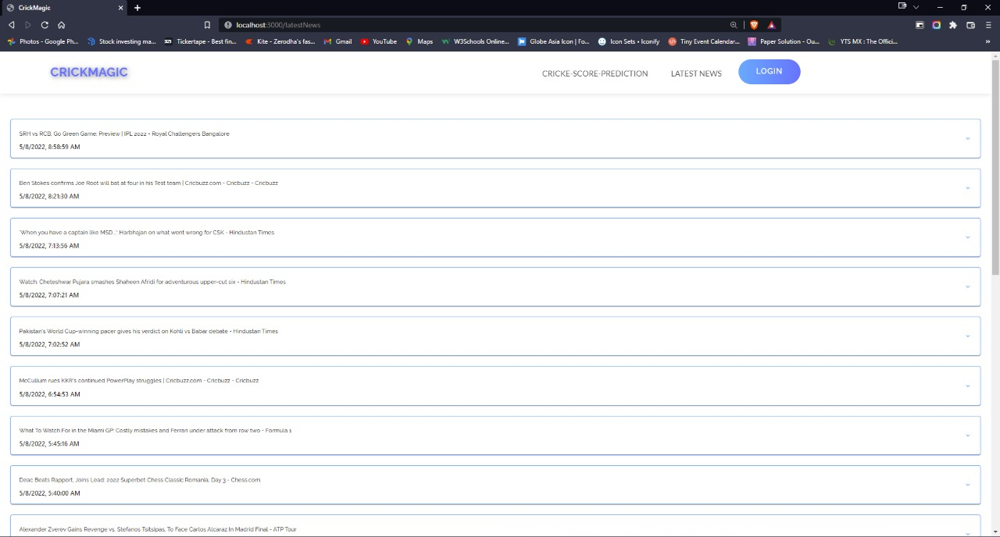 CrickMagic
localhost:3000/latestNews
Photos - Google Ph... Stock investing ma... Tickertape - Best fin... Kite - Zerodha's fas... Gmail YouTube Maps W3Schools Online... Globe Asia Icon | Fo... Icon Sets • Iconify Tiny Event Calendar... Paper Solution - Ou... YTS MX : The Offici... »
CRICKMAGIC CRICKE-SCORE-PREDICTION LATEST NEWS LOGIN
SRH vs RCB, Go Green Game: Preview | IPL 2022 - Royal Challengers Bangalore
5/8/2022, 8:58:59 AM
Ben Stokes confirms Joe Root will bat at four in his Test team | Cricbuzz.com - Cricbuzz - Cricbuzz
5/8/2022, 8:21:30 AM
'When you have a captain like MSD...': Harbhajan on what went wrong for CSK - Hindustan Times
5/8/2022, 7:13:56 AM
Watch: Cheteshwar Pujara smashes Shaheen Afridi for adventurous upper-cut six - Hindustan Times
5/8/2022, 7:07:21 AM
Pakistan's World Cup-winning pacer gives his verdict on Kohli vs Babar debate - Hindustan Times
5/8/2022, 7:02:52 AM
McCullum rues KKR's continued PowerPlay struggles | Cricbuzz.com - Cricbuzz - Cricbuzz
5/8/2022, 6:54:53 AM
What To Watch For in the Miami GP: Costly mistakes and Ferrari under attack from row two - Formula 1
5/8/2022, 5:45:16 AM
Deac Beats Rapport, Joins Lead: 2022 Superbet Chess Classic Romania, Day 3 - Chess.com
5/8/2022, 5:40:00 AM
Alexander Zverev Gains Revenge vs. Stefanos Tsitsipas, To Face Carlos Alcaraz In Madrid Final - ATP Tour